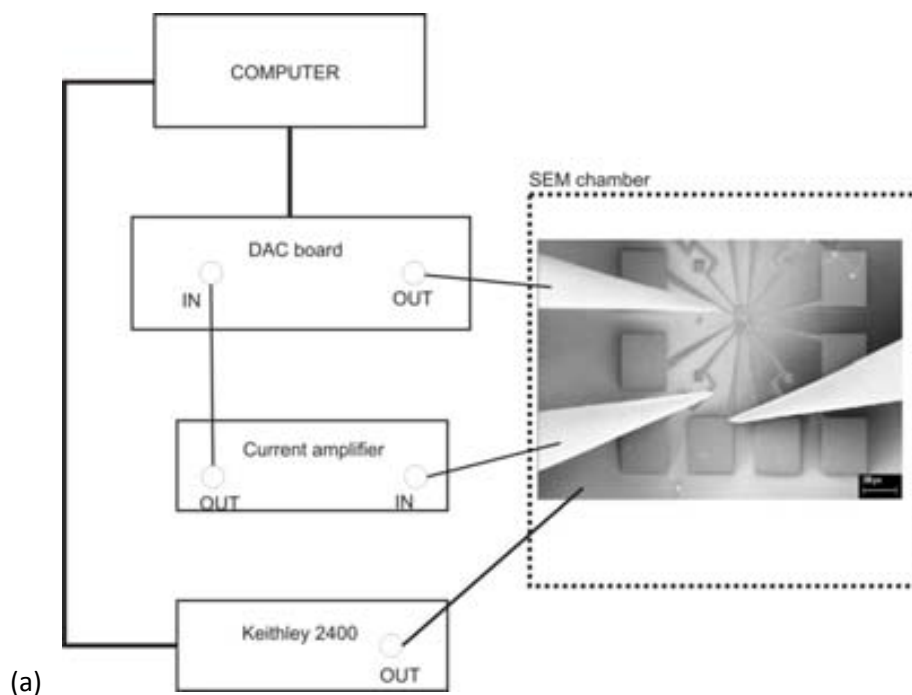 COMPUTER
SEM chamber
DAC board
IN
OUT
Current amplifier
OUT
IN
Keithley 2400
OUT
(a)